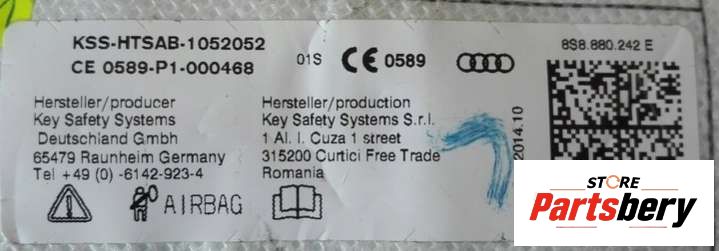 KSS-HTSAB-1052052
CE 0589-P1-000468
01S
CE 0589
8S8.880.242 E
Hersteller/producer
Key Safety Systems
Deutschland Gmbh
65479 Raunheim Germany
Tel +49 (0) -6142-923-4
AIRBAG
Hersteller/production
Key Safety Systems S.r.l.
1 Al. I. Cuza 1 street
315200 Curtici Free Trade
Romania
2014.10
STORE
Partsbery